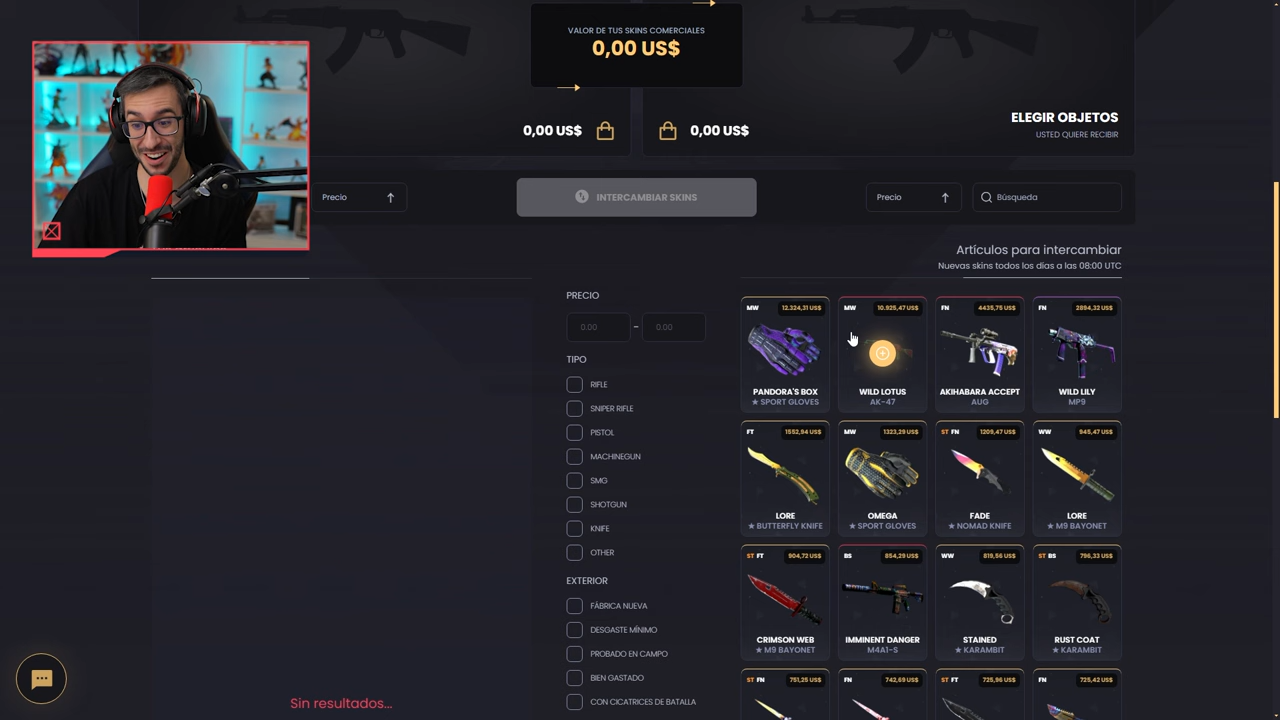 VALOR DE TUS SKINS COMERCIALES
0,00 US$
0,00 US$
0,00 US$
ELEGIR OBJETOS
USTED QUIERE RECIBIR
Precio
INTERCAMBIAR SKINS
Precio
Búsqueda
Artículos para intercambiar
Nuevas skins todos los dias a las 08:00 UTC
Sin resultados...
PRECIO
0.00 – 0.00
TIPO
RIFLE
SNIPER RIFLE
PISTOL
MACHINEGUN
SMG
SHOTGUN
KNIFE
OTHER
EXTERIOR
FÁBRICA NUEVA
DESGASTE MÍNIMO
PROBADO EN CAMPO
BIEN GASTADO
CON CICATRICES DE BATALLA
MW 12.324,31 US$
PANDORA'S BOX
★ SPORT GLOVES
MW 10.925,47 US$
WILD LOTUS
AK-47
FN 4435,75 US$
AKIHABARA ACCEPT
AUG
FN 2894,32 US$
WILD LILY
MP9
FT 1552,94 US$
LORE
★ BUTTERFLY KNIFE
MW 1323,29 US$
OMEGA
★ SPORT GLOVES
ST FN 1209,47 US$
FADE
★ NOMAD KNIFE
WW 945,47 US$
LORE
★ M9 BAYONET
ST FT 904,72 US$
CRIMSON WEB
★ M9 BAYONET
BS 854,29 US$
IMMINENT DANGER
M4A1-S
WW 819,56 US$
STAINED
★ KARAMBIT
ST BS 796,33 US$
RUST COAT
★ KARAMBIT
ST FN 751,25 US$
FN 742,69 US$
ST FT 725,96 US$
FN 725,42 US$